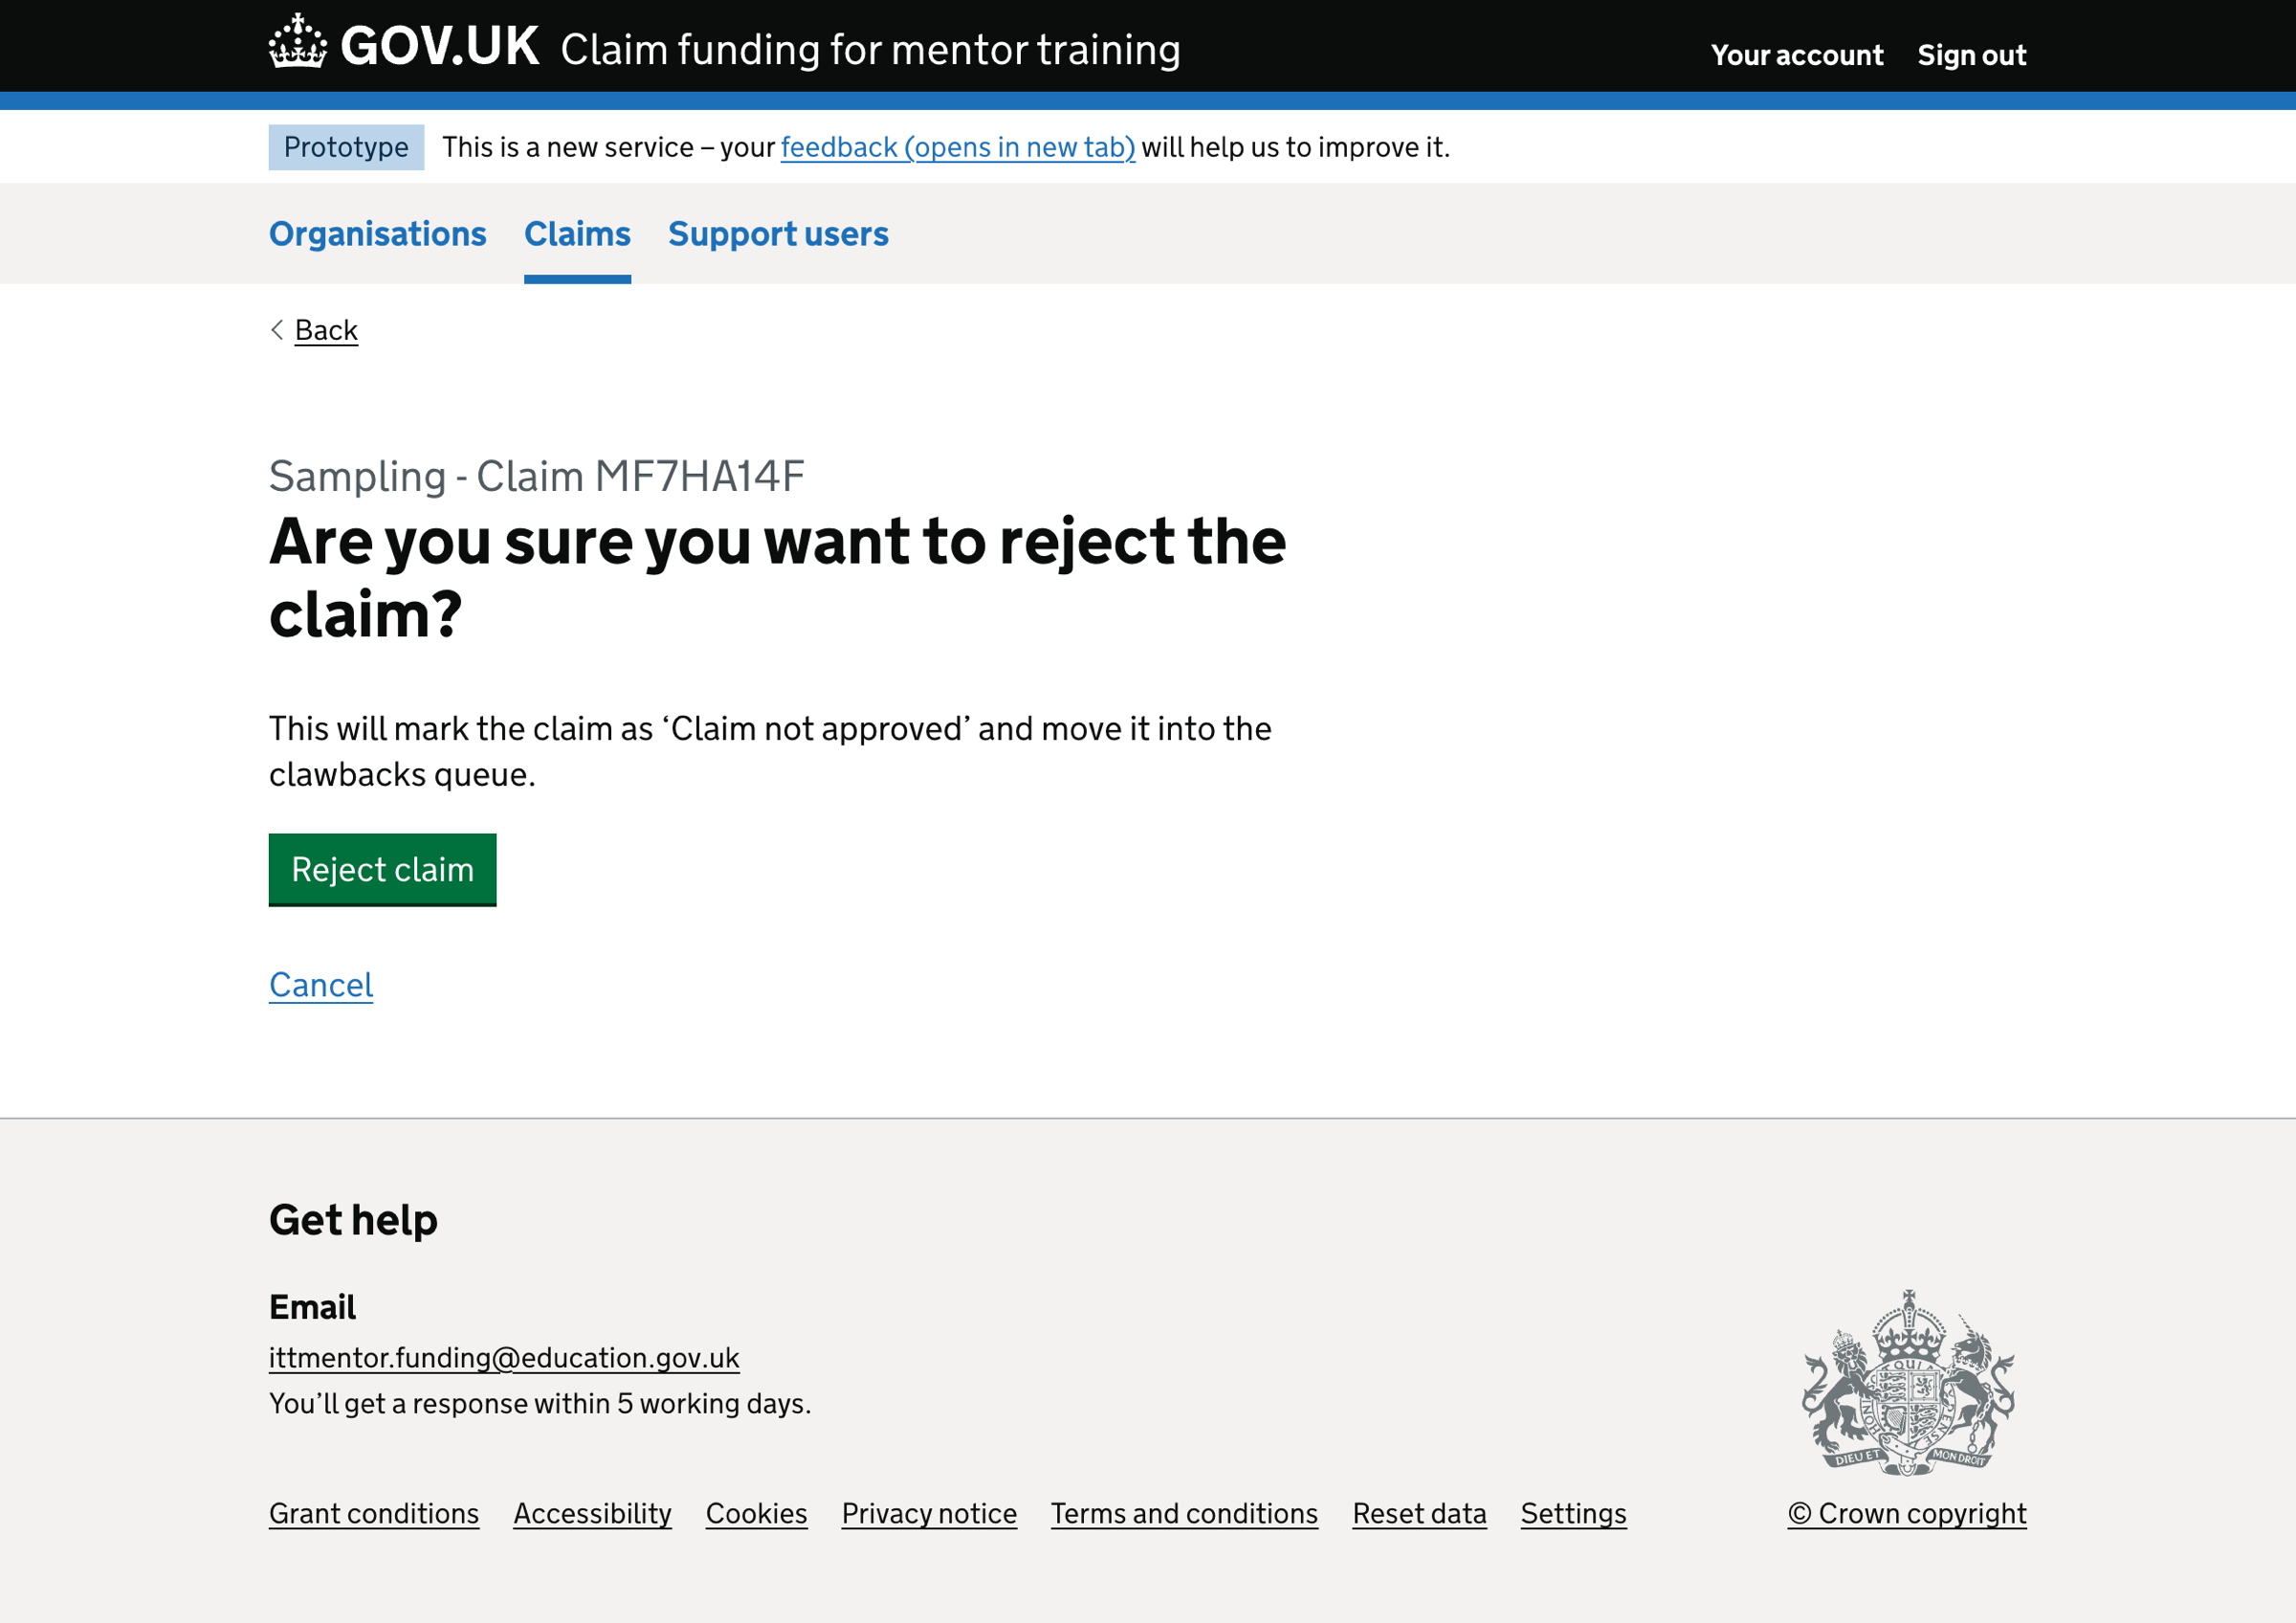 GOV.UK Claim funding for mentor training Your account Sign out
Prototype This is a new service – your feedback (opens in new tab) will help us to improve it.
Organisations Claims Support users
Back
Sampling - Claim MF7HA14F
Are you sure you want to reject the
claim?
This will mark the claim as ‘Claim not approved’ and move it into the
clawbacks queue.
Reject claim
Cancel
Get help
Email
ittmentor.funding@education.gov.uk
You’ll get a response within 5 working days.
DIEU ET MON DROIT
Grant conditions Accessibility Cookies Privacy notice Terms and conditions Reset data Settings © Crown copyright